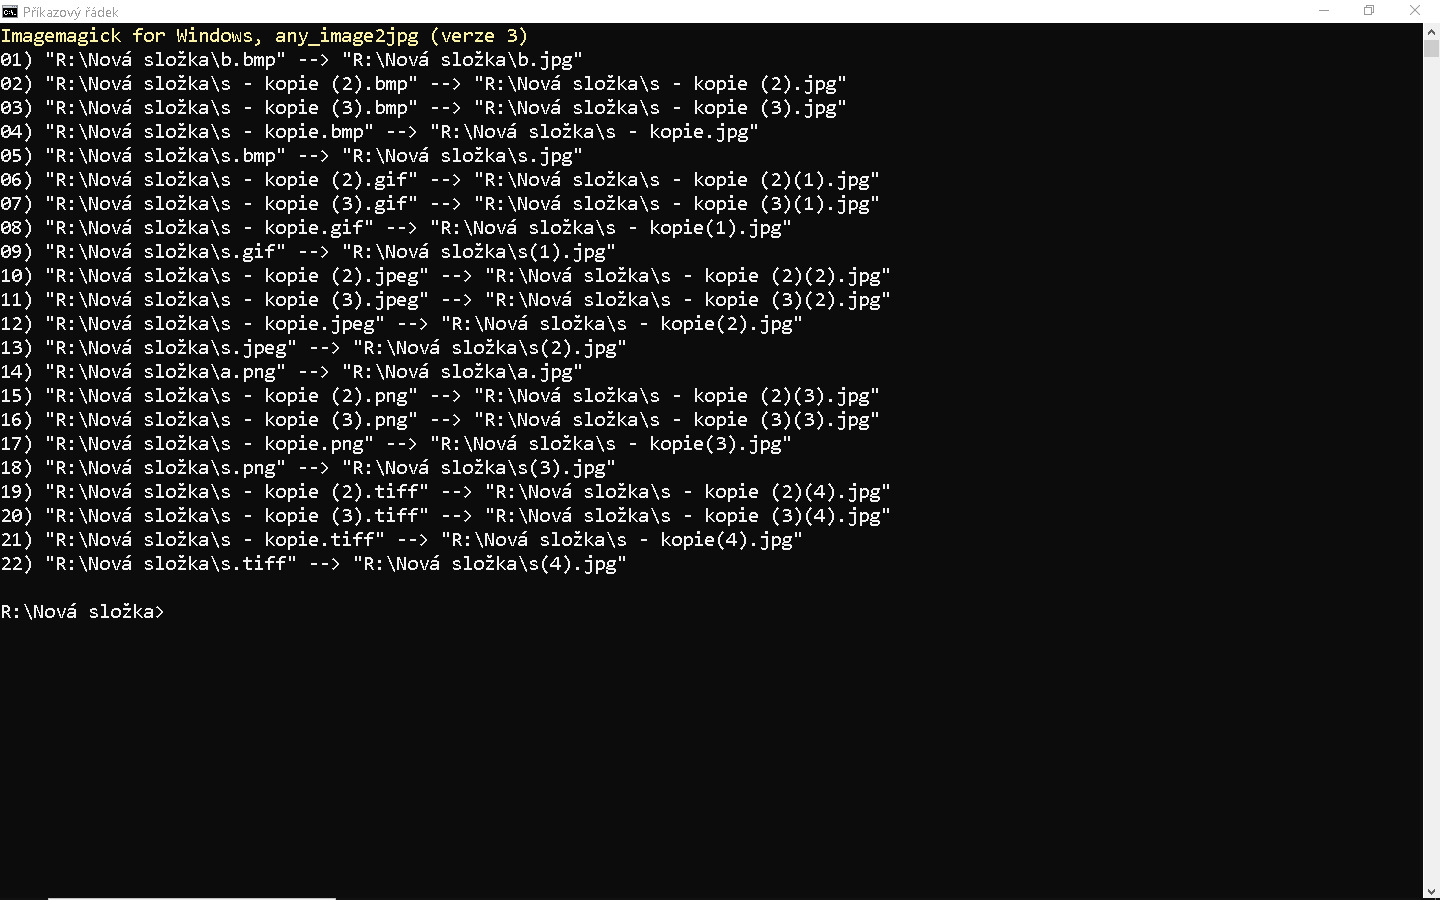 Příkazový řádek
Imagemagick for Windows, any_image2jpg (verze 3)
01) "R:\Nová složka\b.bmp" --> "R:\Nová složka\b.jpg"
02) "R:\Nová složka\s - kopie (2).bmp" --> "R:\Nová složka\s - kopie (2).jpg"
03) "R:\Nová složka\s - kopie (3).bmp" --> "R:\Nová složka\s - kopie (3).jpg"
04) "R:\Nová složka\s - kopie.bmp" --> "R:\Nová složka\s - kopie.jpg"
05) "R:\Nová složka\s.bmp" --> "R:\Nová složka\s.jpg"
06) "R:\Nová složka\s - kopie (2).gif" --> "R:\Nová složka\s - kopie (2)(1).jpg"
07) "R:\Nová složka\s - kopie (3).gif" --> "R:\Nová složka\s - kopie (3)(1).jpg"
08) "R:\Nová složka\s - kopie.gif" --> "R:\Nová složka\s - kopie(1).jpg"
09) "R:\Nová složka\s.gif" --> "R:\Nová složka\s(1).jpg"
10) "R:\Nová složka\s - kopie (2).jpeg" --> "R:\Nová složka\s - kopie (2)(2).jpg"
11) "R:\Nová složka\s - kopie (3).jpeg" --> "R:\Nová složka\s - kopie (3)(2).jpg"
12) "R:\Nová složka\s - kopie.jpeg" --> "R:\Nová složka\s - kopie(2).jpg"
13) "R:\Nová složka\s.jpeg" --> "R:\Nová složka\s(2).jpg"
14) "R:\Nová složka\a.png" --> "R:\Nová složka\a.jpg"
15) "R:\Nová složka\s - kopie (2).png" --> "R:\Nová složka\s - kopie (2)(3).jpg"
16) "R:\Nová složka\s - kopie (3).png" --> "R:\Nová složka\s - kopie (3)(3).jpg"
17) "R:\Nová složka\s - kopie.png" --> "R:\Nová složka\s - kopie(3).jpg"
18) "R:\Nová složka\s.png" --> "R:\Nová složka\s(3).jpg"
19) "R:\Nová složka\s - kopie (2).tiff" --> "R:\Nová složka\s - kopie (2)(4).jpg"
20) "R:\Nová složka\s - kopie (3).tiff" --> "R:\Nová složka\s - kopie (3)(4).jpg"
21) "R:\Nová složka\s - kopie.tiff" --> "R:\Nová složka\s - kopie(4).jpg"
22) "R:\Nová složka\s.tiff" --> "R:\Nová složka\s(4).jpg"
R:\Nová složka>